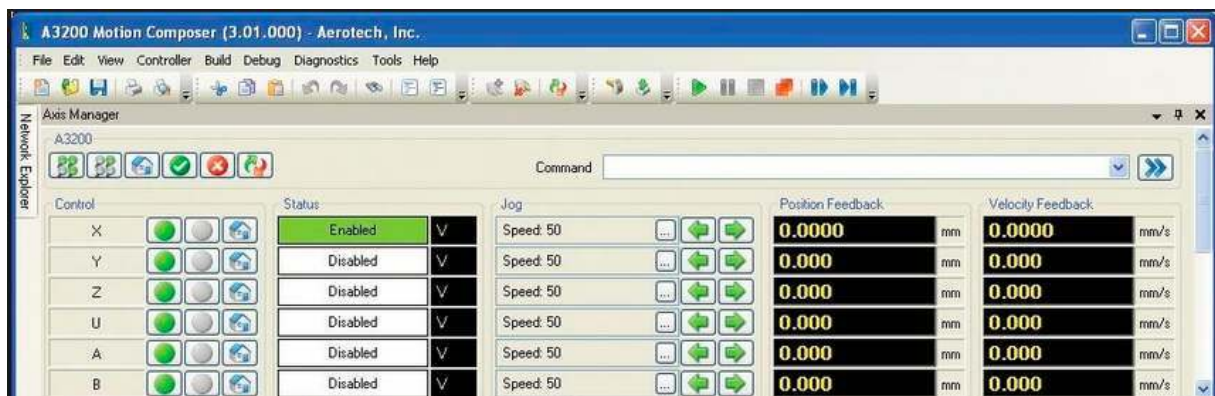 A3200 Motion Composer (3.01.000) - Aerotech, Inc.
File Edit View Controller Build Debug Diagnostics Tools Help
Network Explorer
Axis Manager
A3200
Command
Control Status Jog Position Feedback Velocity Feedback
X Enabled V Speed: 50 ... 0.0000 mm 0.0000 mm/s
Y Disabled V Speed: 50 ... 0.000 mm 0.000 mm/s
Z Disabled V Speed: 50 ... 0.000 mm 0.000 mm/s
U Disabled V Speed: 50 ... 0.000 mm 0.000 mm/s
A Disabled V Speed: 50 ... 0.000 mm 0.000 mm/s
B Disabled V Speed: 50 ... 0.000 mm 0.000 mm/s